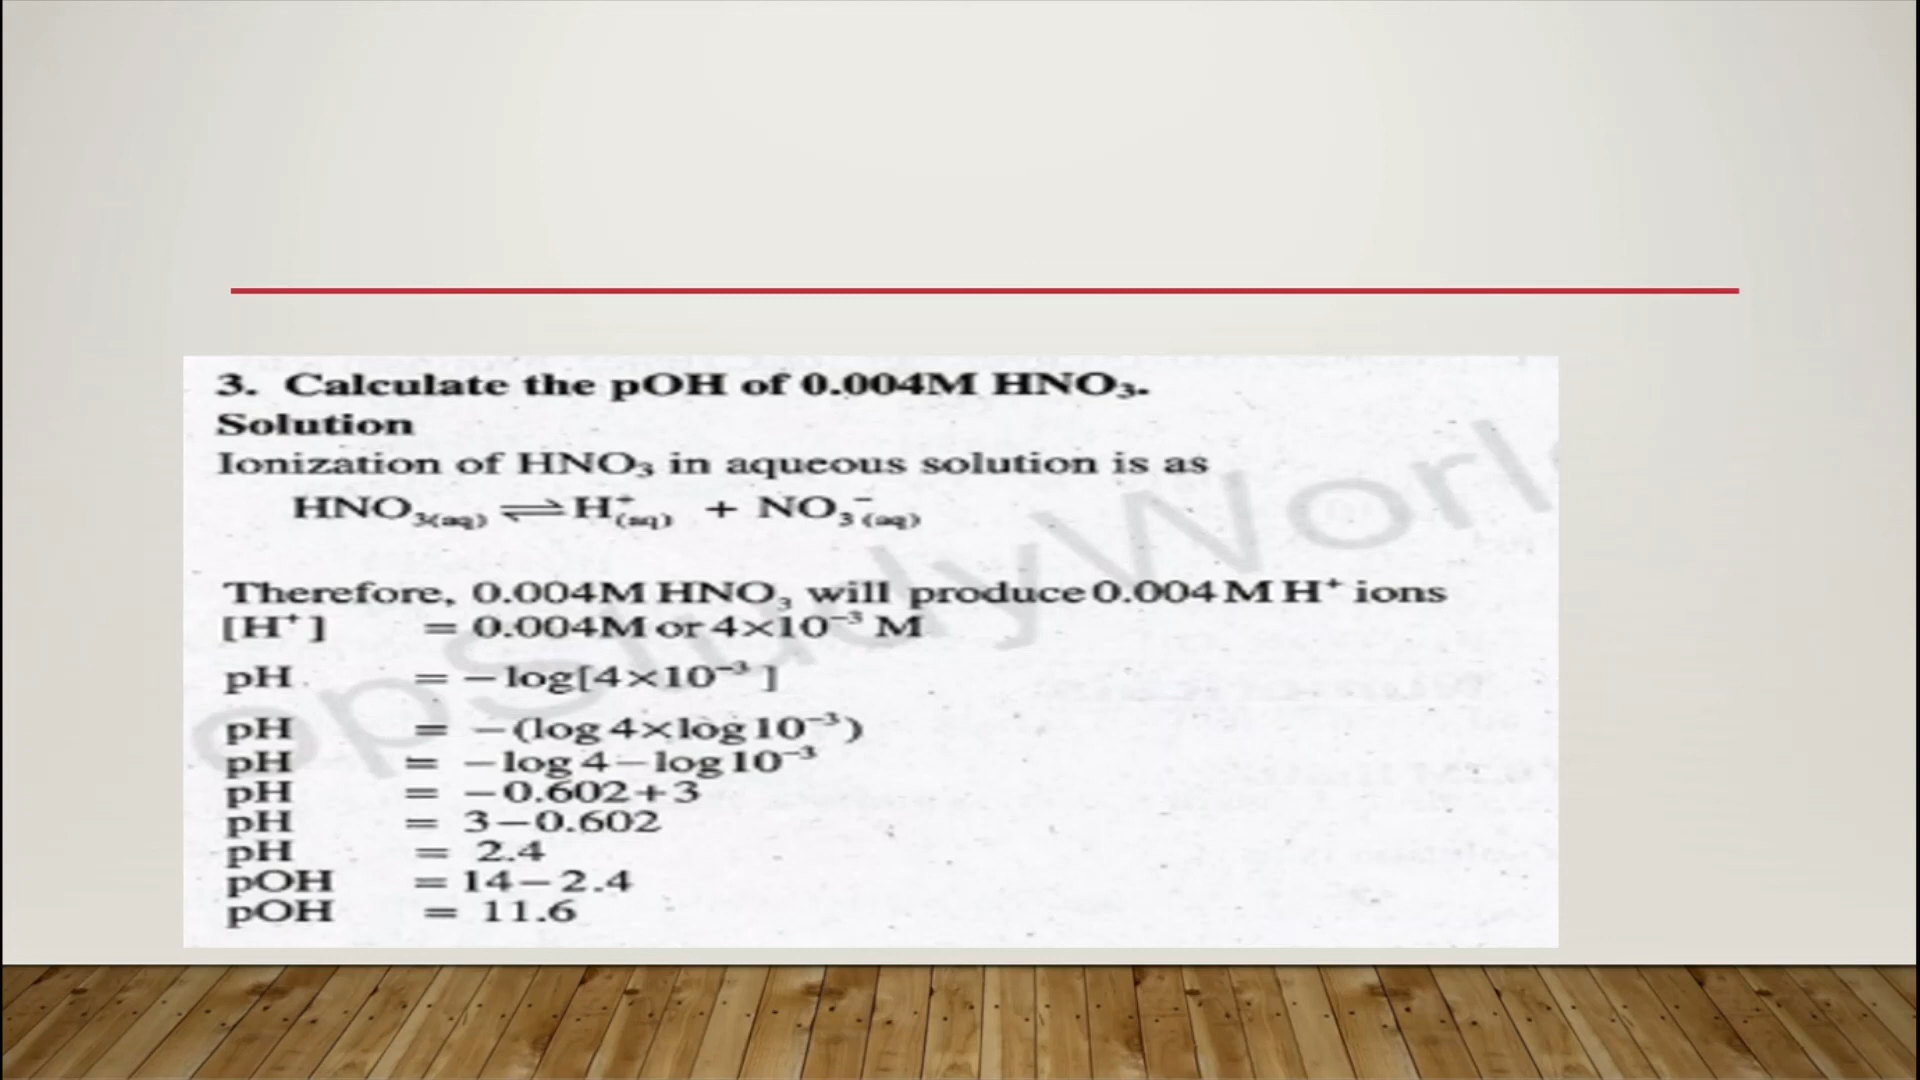 3. Calculate the pOH of 0.004M HNO₃.
Solution
Ionization of HNO₃ in aqueous solution is as
HNO₃(aq) ⇌ H⁺(aq) + NO₃⁻(aq)
Therefore, 0.004M HNO₃ will produce 0.004 M H⁺ ions
[H⁺] = 0.004M or 4×10⁻³ M
pH = −log[4×10⁻³]
pH = −(log 4×log 10⁻³)
pH = −log 4−log 10⁻³
pH = −0.602+3
pH = 3−0.602
pH = 2.4
pOH = 14−2.4
pOH = 11.6
opStudyWorl